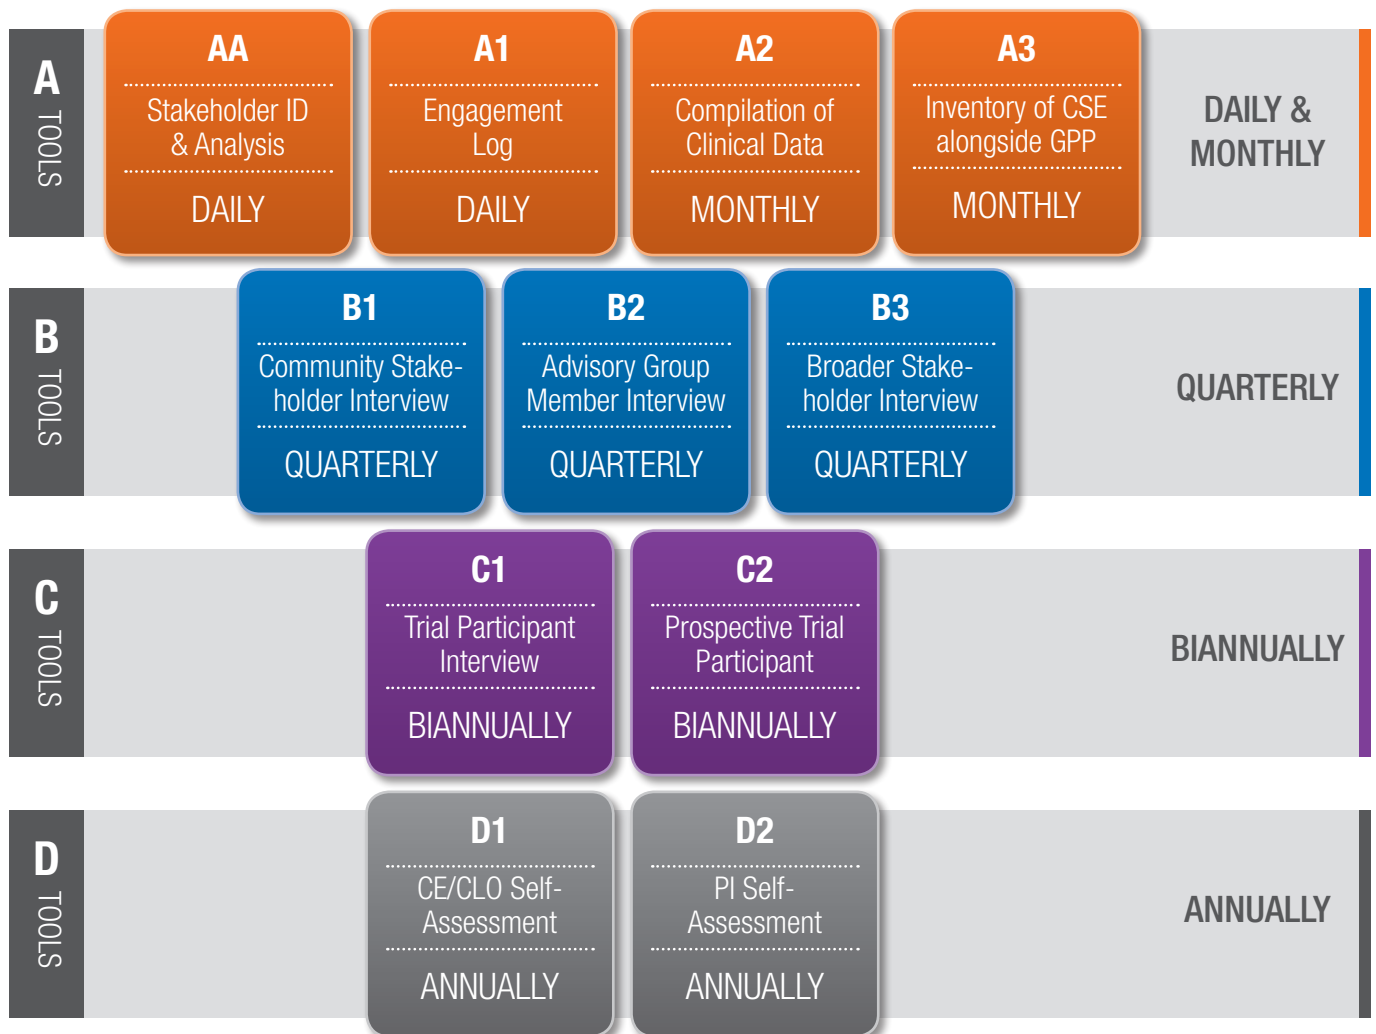 A TOOLS
AA
Stakeholder ID
& Analysis
DAILY
A1
Engagement
Log
DAILY
A2
Compilation of
Clinical Data
MONTHLY
A3
Inventory of CSE
alongside GPP
MONTHLY
DAILY &
MONTHLY
B TOOLS
B1
Community Stake-
holder Interview
QUARTERLY
B2
Advisory Group
Member Interview
QUARTERLY
B3
Broader Stake-
holder Interview
QUARTERLY
QUARTERLY
C TOOLS
C1
Trial Participant
Interview
BIANNUALLY
C2
Prospective Trial
Participant
BIANNUALLY
BIANNUALLY
D TOOLS
D1
CE/CLO Self-
Assessment
ANNUALLY
D2
PI Self-
Assessment
ANNUALLY
ANNUALLY